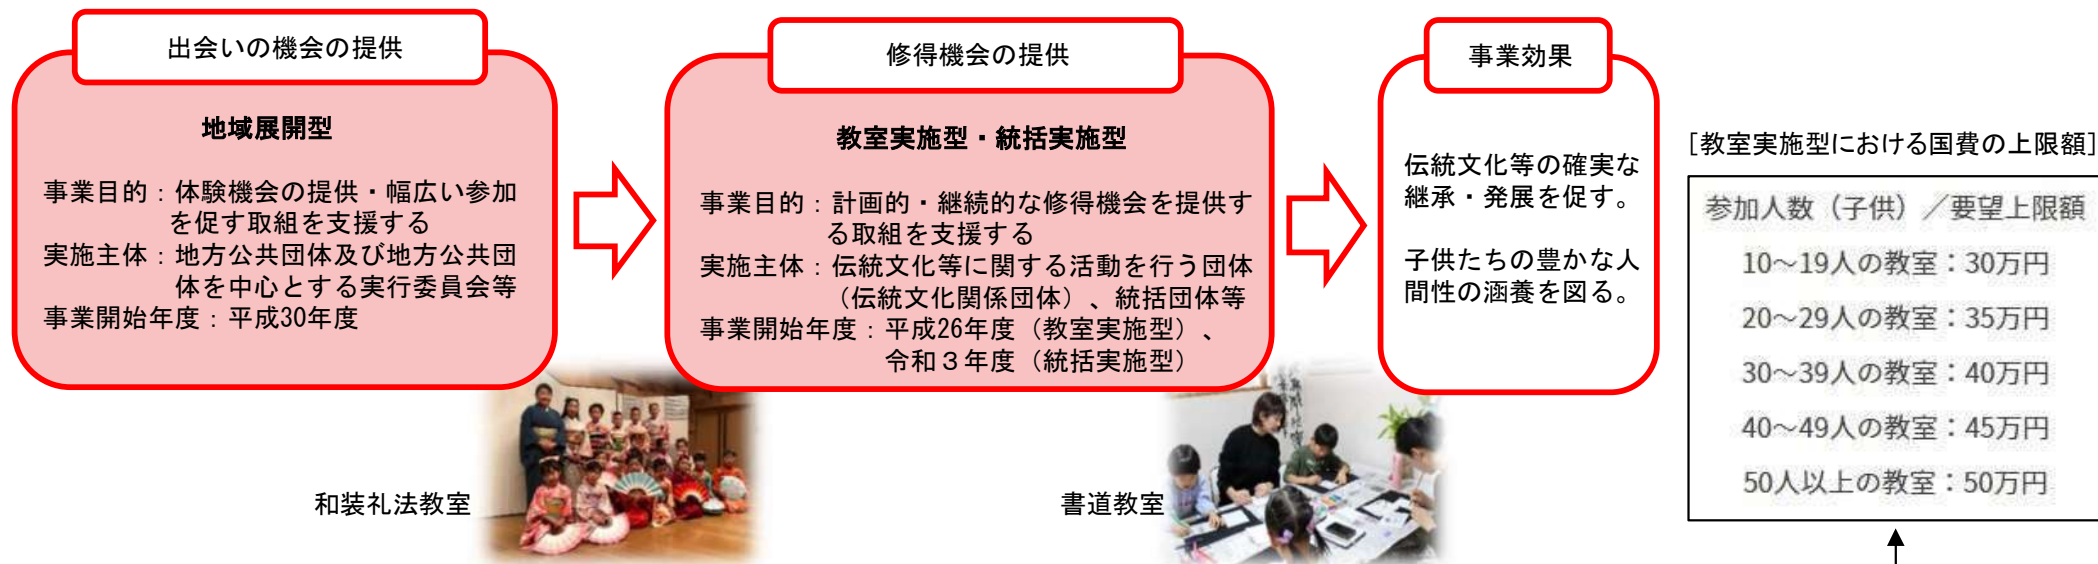 出会いの機会の提供
地域展開型
事業目的：体験機会の提供・幅広い参加
を促す取組を支援する
実施主体：地方公共団体及び地方公共団
体を中心とする実行委員会等
事業開始年度：平成30年度
和装礼法教室
修得機会の提供
教室実施型・統括実施型
事業目的：計画的・継続的な修得機会を提供す
る取組を支援する
実施主体：伝統文化等に関する活動を行う団体
（伝統文化関係団体）、統括団体等
事業開始年度：平成26年度（教室実施型）、
令和３年度（統括実施型）
書道教室
事業効果
伝統文化等の確実な
継承・発展を促す。
子供たちの豊かな人
間性の涵養を図る。
[教室実施型における国費の上限額]
参加人数（子供）／要望上限額
10～19人の教室：30万円
20～29人の教室：35万円
30～39人の教室：40万円
40～49人の教室：45万円
50人以上の教室：50万円